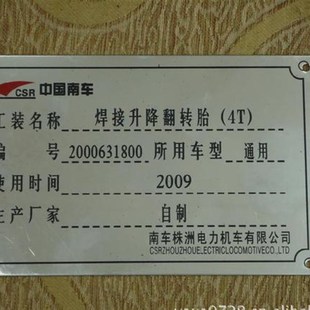 CSR 中国南车
工装名称 焊接升降翻转胎(4T)
编 号 2000631800 所用车型 通用
使用时间 2009
生产厂家 自制
南车株洲电力机车有限公司
CSRZHOUZHOUELECTRICLOCOMOTIVECO.,LTD